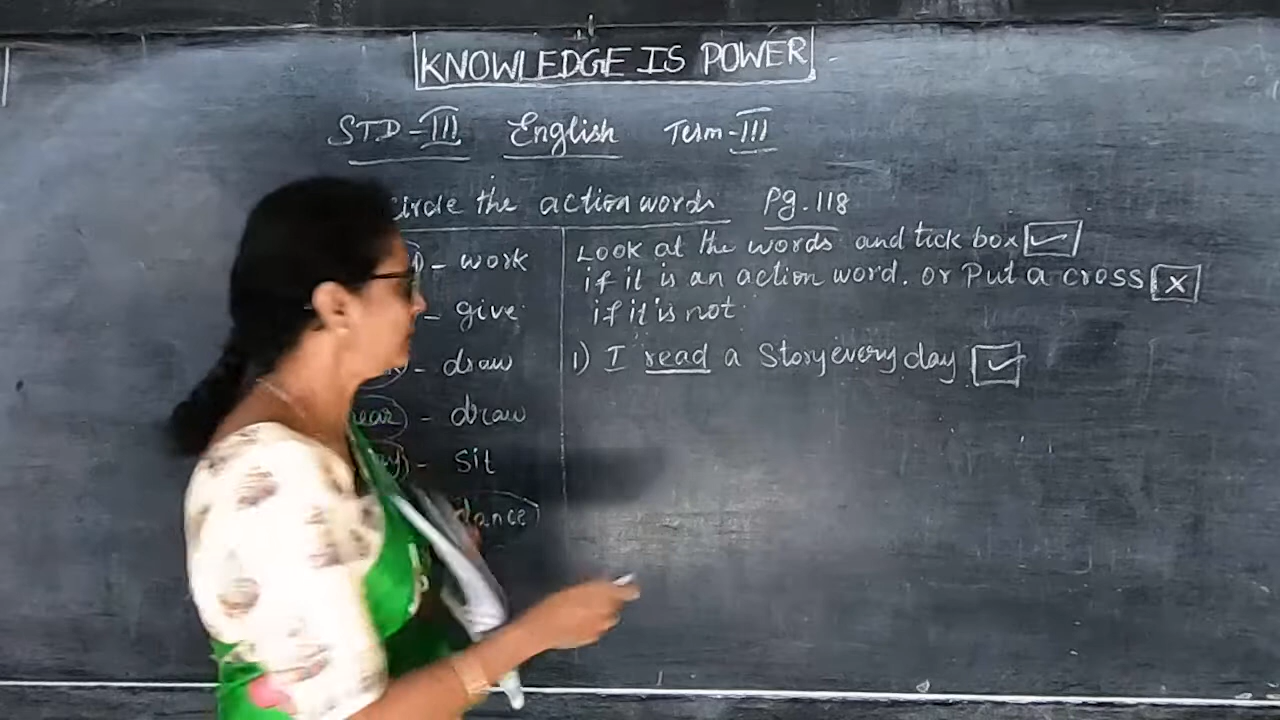 KNOWLEDGE IS POWER
STD-III English Term-III
circle the action words Pg. 118
- work
- give
- draw
- draw
- sit
dance
Look at the words and tick box
if it is an action word. or Put a cross
if it is not
1) I read a Story every day